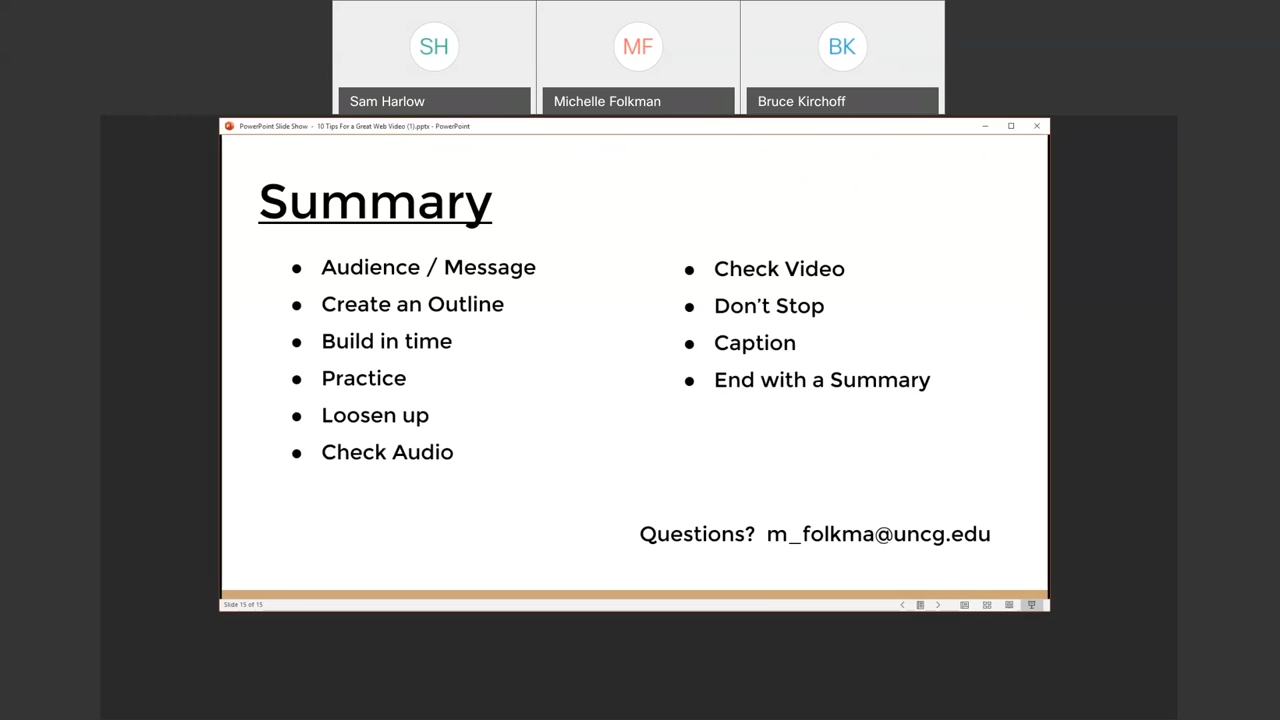 SH
MF
BK
Sam Harlow
Michelle Folkman
Bruce Kirchoff
PowerPoint Slide Show - 10 Tips For a Great Web Video (1).pptx - PowerPoint
Summary
● Audience / Message
● Create an Outline
● Build in time
● Practice
● Loosen up
● Check Audio
● Check Video
● Don’t Stop
● Caption
● End with a Summary
Questions? m_folkma@uncg.edu
Slide 15 of 15